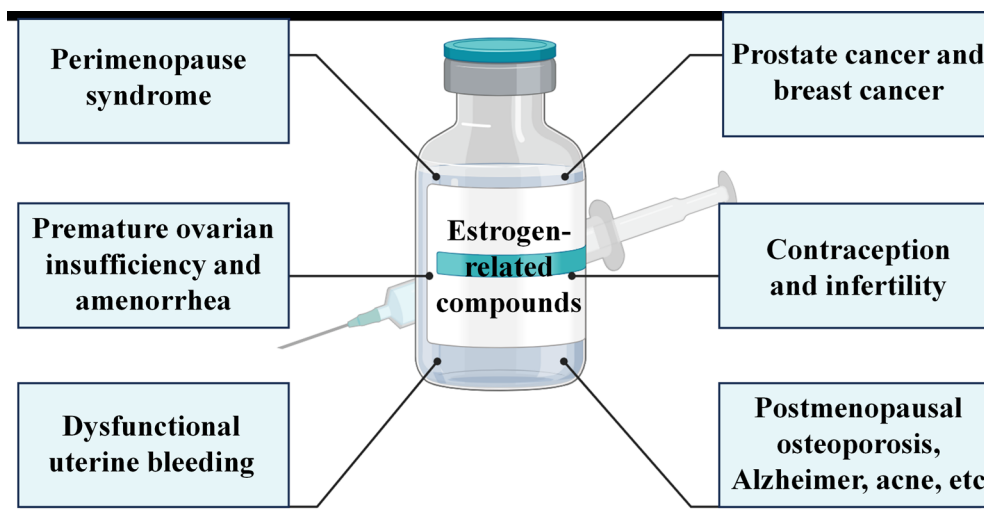 Perimenopause
syndrome
Prostate cancer and
breast cancer
Premature ovarian
insufficiency and
amenorrhea
Estrogen-
related
compounds
Contraception
and infertility
Dysfunctional
uterine bleeding
Postmenopausal
osteoporosis,
Alzheimer, acne, etc